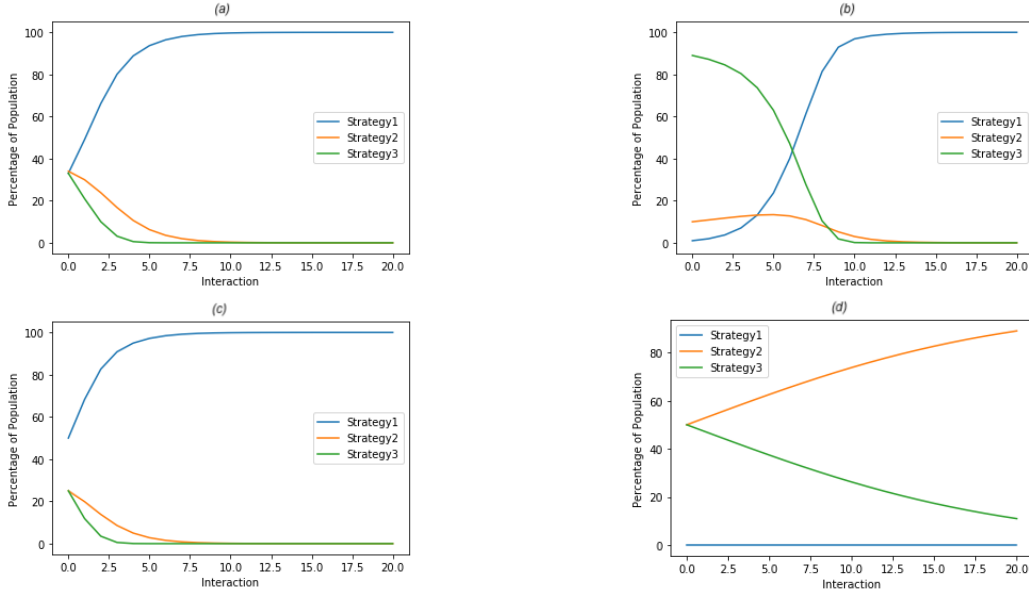 (a)
100
80
60
40
20
0
Percentage of Population
Strategy1
Strategy2
Strategy3
0.0 2.5 5.0 7.5 10.0 12.5 15.0 17.5 20.0
Interaction
(b)
100
80
60
40
20
0
Percentage of Population
Strategy1
Strategy2
Strategy3
0.0 2.5 5.0 7.5 10.0 12.5 15.0 17.5 20.0
Interaction
(c)
100
80
60
40
20
0
Percentage of Population
Strategy1
Strategy2
Strategy3
0.0 2.5 5.0 7.5 10.0 12.5 15.0 17.5 20.0
Interaction
(d)
80
60
40
20
0
Percentage of Population
Strategy1
Strategy2
Strategy3
0.0 2.5 5.0 7.5 10.0 12.5 15.0 17.5 20.0
Interaction